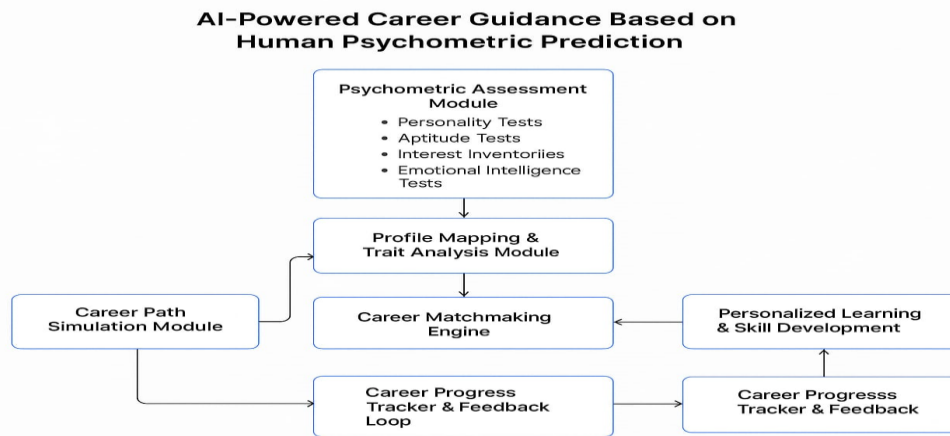 AI-Powered Career Guidance Based on
Human Psychometric Prediction
Psychometric Assessment
Module
• Personality Tests
• Aptitude Tests
• Interest Inventoriies
• Emotional Intelligence
Tests
Profile Mapping &
Trait Analysis Module
Career Path
Simulation Module
Career Matchmaking
Engine
Personalized Learning
& Skill Development
Career Progress
Tracker & Feedback
Loop
Career Progresss
Tracker & Feedback